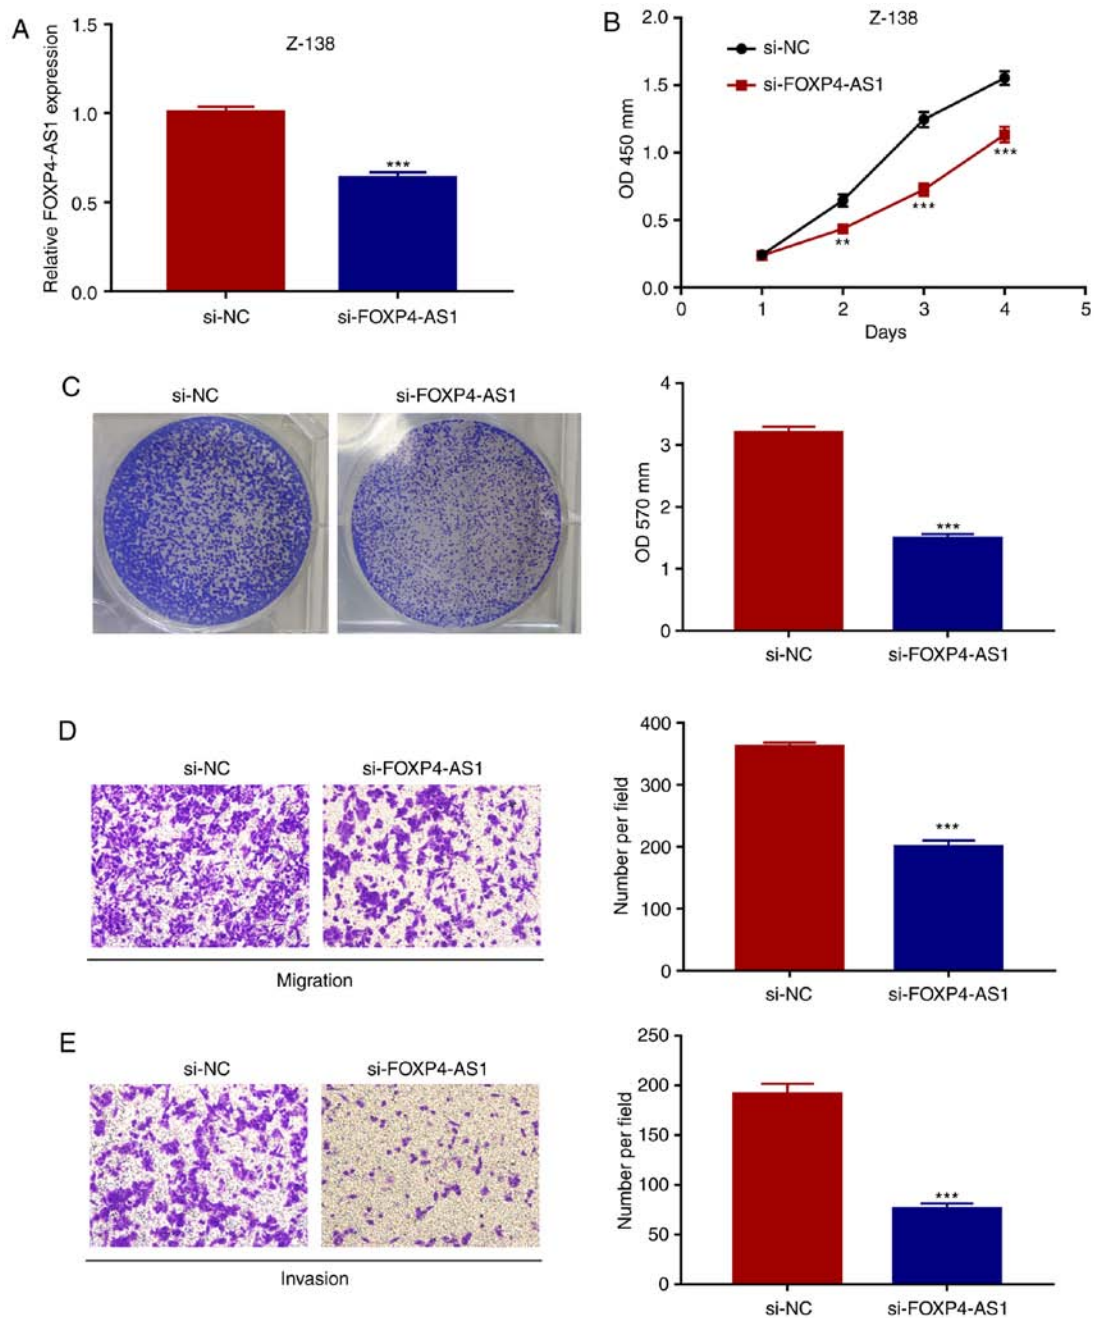 A
Z-138
Relative FOXP4-AS1 expression
1.5
1.0
0.5
0.0
***
si-NC
si-FOXP4-AS1
B
Z-138
si-NC
si-FOXP4-AS1
OD 450 mm
2.0
1.5
1.0
0.5
0.0
**
***
***
0
1
2
3
4
5
Days
C
si-NC
si-FOXP4-AS1
OD 570 mm
4
3
2
1
0
***
si-NC
si-FOXP4-AS1
D
si-NC
si-FOXP4-AS1
Migration
Number per field
400
300
200
100
0
***
si-NC
si-FOXP4-AS1
E
si-NC
si-FOXP4-AS1
Invasion
Number per field
250
200
150
100
50
0
***
si-NC
si-FOXP4-AS1